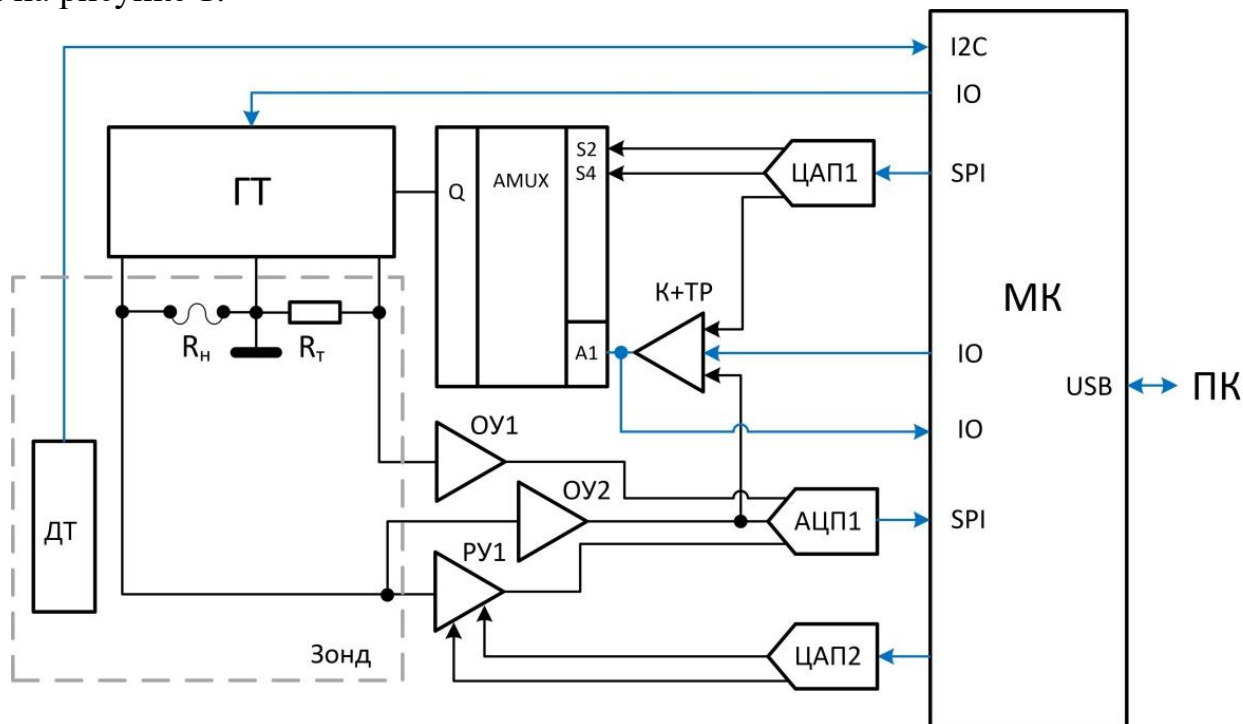 на рисунке 1.
I2C
IO
ГТ
Q
AMUX
S2
S4
ЦАП1
SPI
МК
К+ТР
Rн
Rт
A1
IO
USB
ПК
ОУ1
IO
ОУ2
ДТ
АЦП1
SPI
РУ1
Зонд
ЦАП2